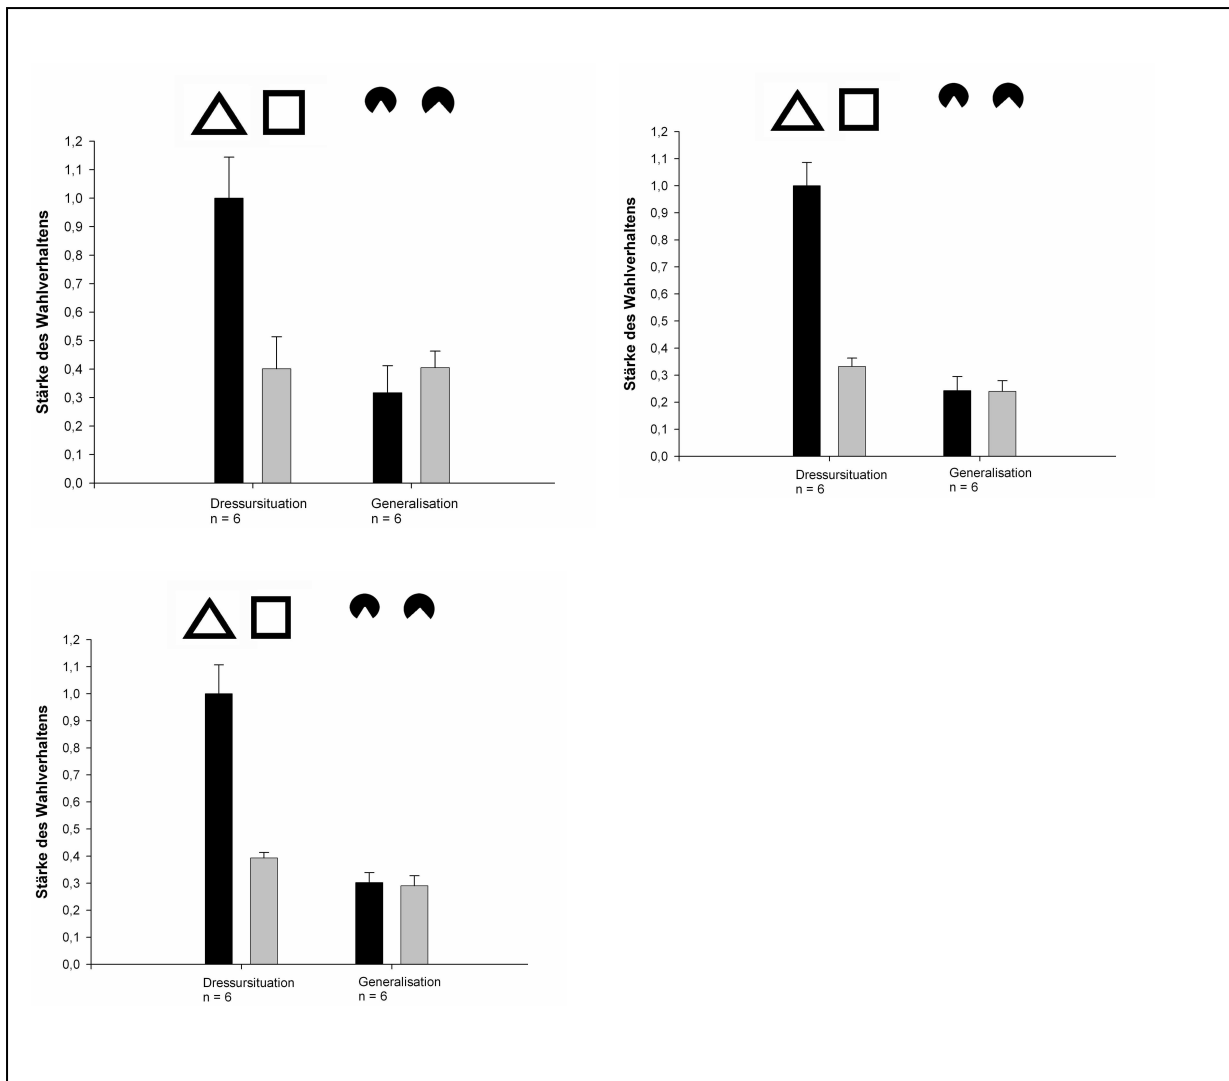 1,2
1,1
1,0
0,9
0,8
0,7
0,6
0,5
0,4
0,3
0,2
0,1
0,0
Stärke des Wahlverhaltens
Dressursituation
n = 6
Generalisation
n = 6
1,2
1,1
1,0
0,9
0,8
0,7
0,6
0,5
0,4
0,3
0,2
0,1
0,0
Stärke des Wahlverhaltens
Dressursituation
n = 6
Generalisation
n = 6
1,2
1,1
1,0
0,9
0,8
0,7
0,6
0,5
0,4
0,3
0,2
0,1
0,0
Stärke des Wahlverhaltens
Dressursituation
n = 6
Generalisation
n = 6